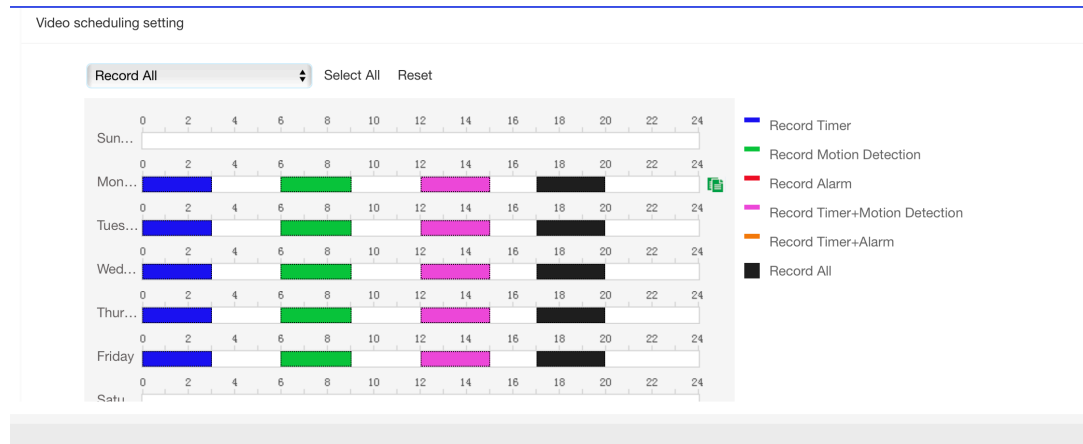 Video scheduling setting
Record All Select All Reset
0 2 4 6 8 10 12 14 16 18 20 22 24
Sun...
0 2 4 6 8 10 12 14 16 18 20 22 24
Mon...
0 2 4 6 8 10 12 14 16 18 20 22 24
Tues...
0 2 4 6 8 10 12 14 16 18 20 22 24
Wed...
0 2 4 6 8 10 12 14 16 18 20 22 24
Thur...
0 2 4 6 8 10 12 14 16 18 20 22 24
Friday
0 2 4 6 8 10 12 14 16 18 20 22 24
Satu...
Record Timer
Record Motion Detection
Record Alarm
Record Timer+Motion Detection
Record Timer+Alarm
Record All